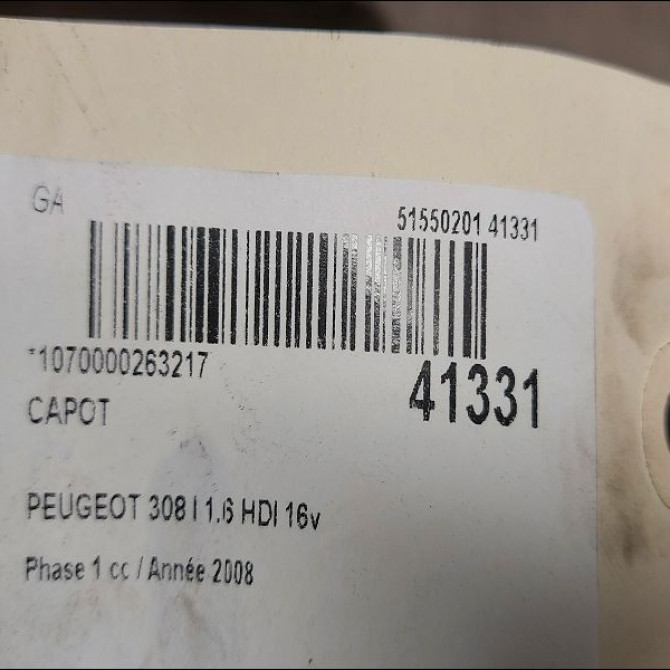 GA
51550201 41331
*1070000263217
41331
CAPOT
PEUGEOT 308 I 1.6 HDI 16v
Phase 1 cc / Année 2008